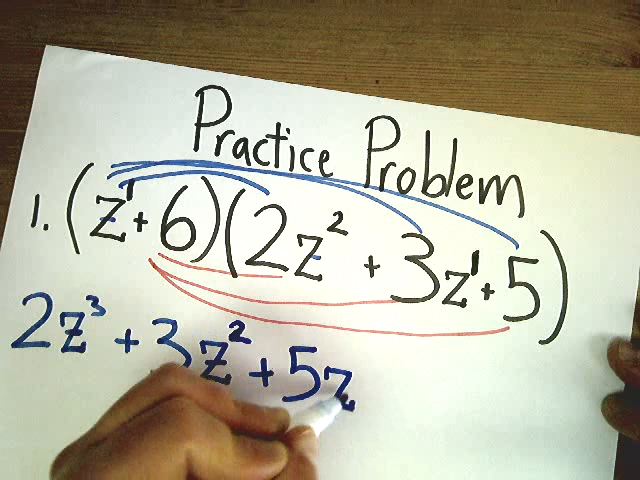 Practice Problem
1. (z¹ + 6)(2z² + 3z¹ + 5)
2z³ + 3z² + 5z